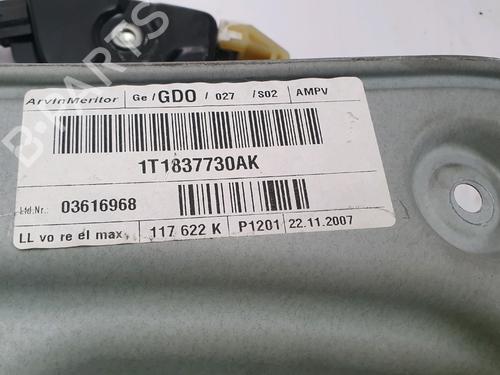 ArvinMeritor Ge / GDO / 027 / S02 AMPV
1T1837730AK
Lfd.Nr. 03616968
LL vo re el max. 117 622 K P1201 22.11.2007
B-PARTS